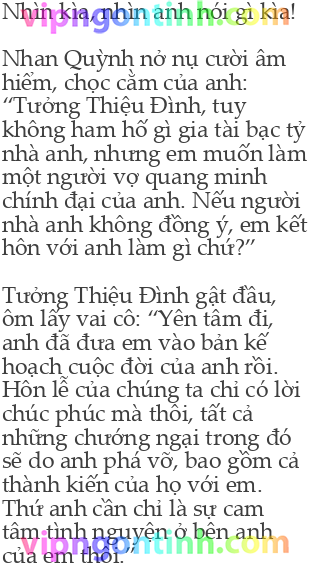 Nhìn kìa, nhìn anh nói gì kìa!
Nhan Quỳnh nở nụ cười âm
hiểm, chọc cằm của anh:
“Tưởng Thiệu Đình, tuy
không ham hố gì gia tài bạc tỷ
nhà anh, nhưng em muốn làm
một người vợ quang minh
chính đại của anh. Nếu người
nhà anh không đồng ý, em kết
hôn với anh làm gì chứ?”
Tưởng Thiệu Đình gật đầu,
ôm lấy vai cô: “Yên tâm đi,
anh đã đưa em vào bản kế
hoạch cuộc đời của anh rồi.
Hôn lễ của chúng ta chỉ có lời
chúc phúc mà thôi, tất cả
những chướng ngại trong đó
sẽ do anh phá vỡ, bao gồm cả
thành kiến của họ với em.
Thứ anh cần chỉ là sự cam
tâm tình nguyện ở bên anh
của em thôi.”
vipngontinh.com
vipngontinh.com